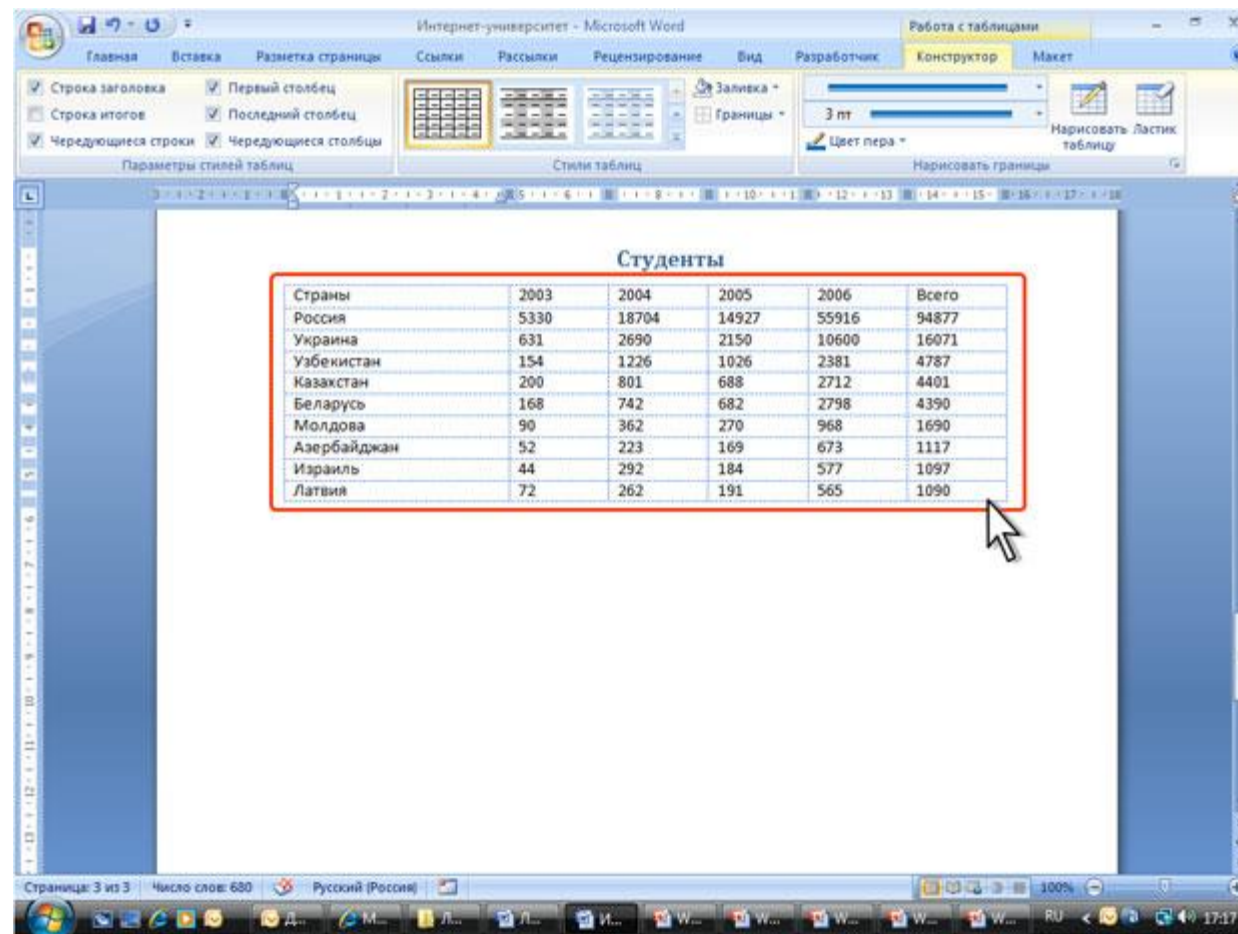 Интернет-университет - Microsoft Word
Работа с таблицами
Главная Вставка Разметка страницы Ссылки Рассылки Рецензирование Вид Разработчик Конструктор Макет
Строка заголовка Первый столбец
Строка итогов Последний столбец
Чередующиеся строки Чередующиеся столбцы
Параметры стилей таблиц
Стили таблиц
Заливка
Границы
3 пт
Цвет пера
Нарисовать таблицу
Ластик
Нарисовать границы
Студенты
Страны 2003 2004 2005 2006 Всего
Россия 5330 18704 14927 55916 94877
Украина 631 2690 2150 10600 16071
Узбекистан 154 1226 1026 2381 4787
Казахстан 200 801 688 2712 4401
Беларусь 168 742 682 2798 4390
Молдова 90 362 270 968 1690
Азербайджан 52 223 169 673 1117
Израиль 44 292 184 577 1097
Латвия 72 262 191 565 1090
Страница: 3 из 3 Число слов: 680 Русский (Россия) 100%
Д... М... Л... Л... И... W... W... W... W... W... RU 17:17